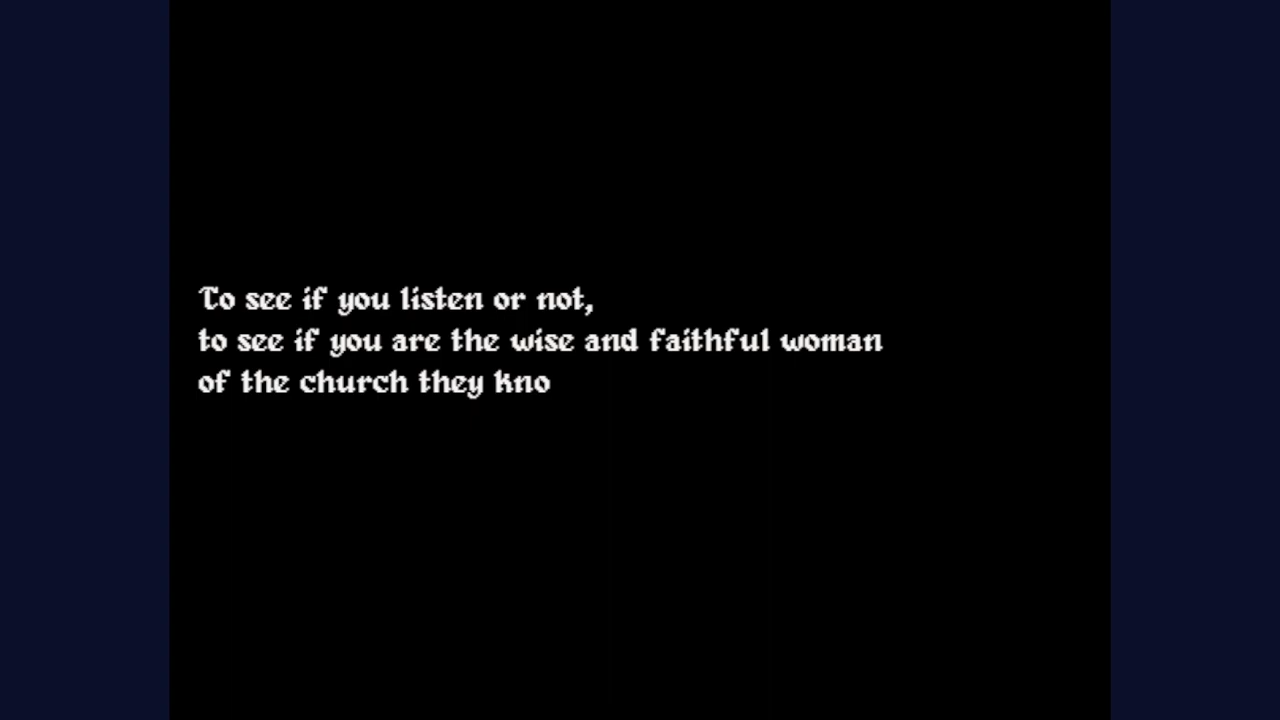 To see if you listen or not,
to see if you are the wise and faithful woman
of the church they kno